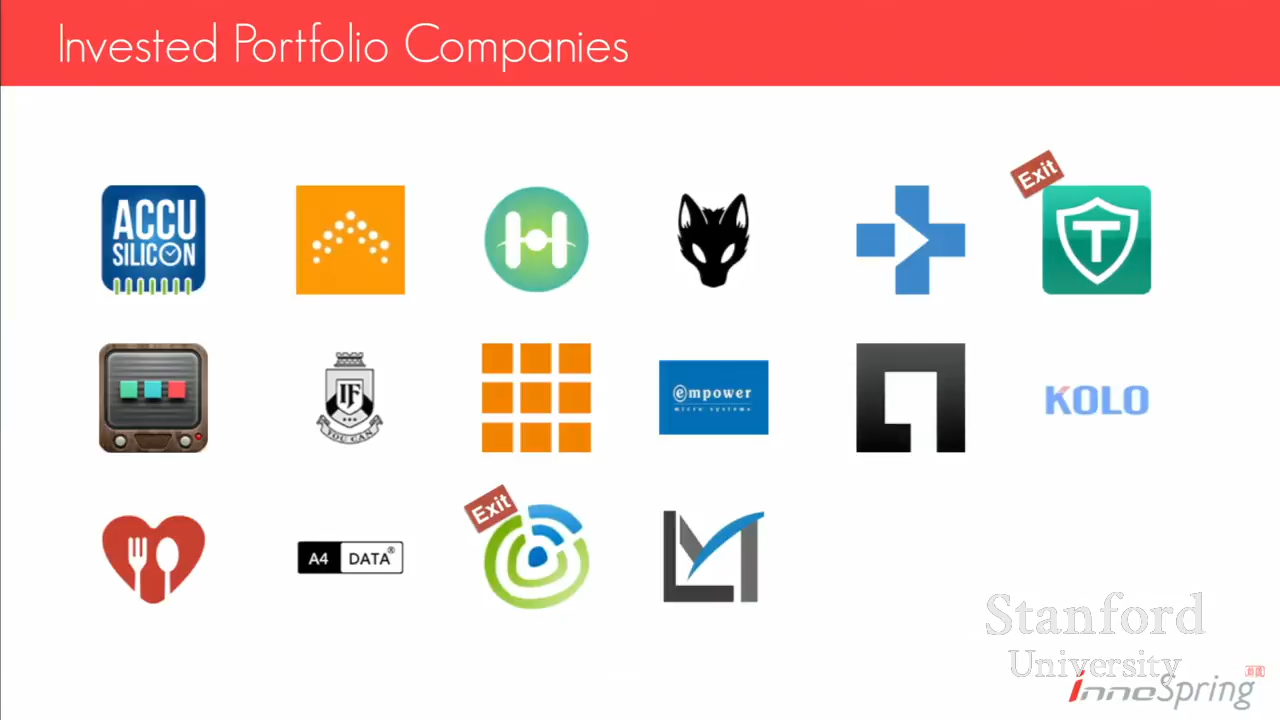 Invested Portfolio Companies
Exit
ACCU
SILICON
H
T
IF
YOU CAN
empower
micro systems
KOLO
Exit
A4 DATA®
LM
Stanford
University
InnoSpring